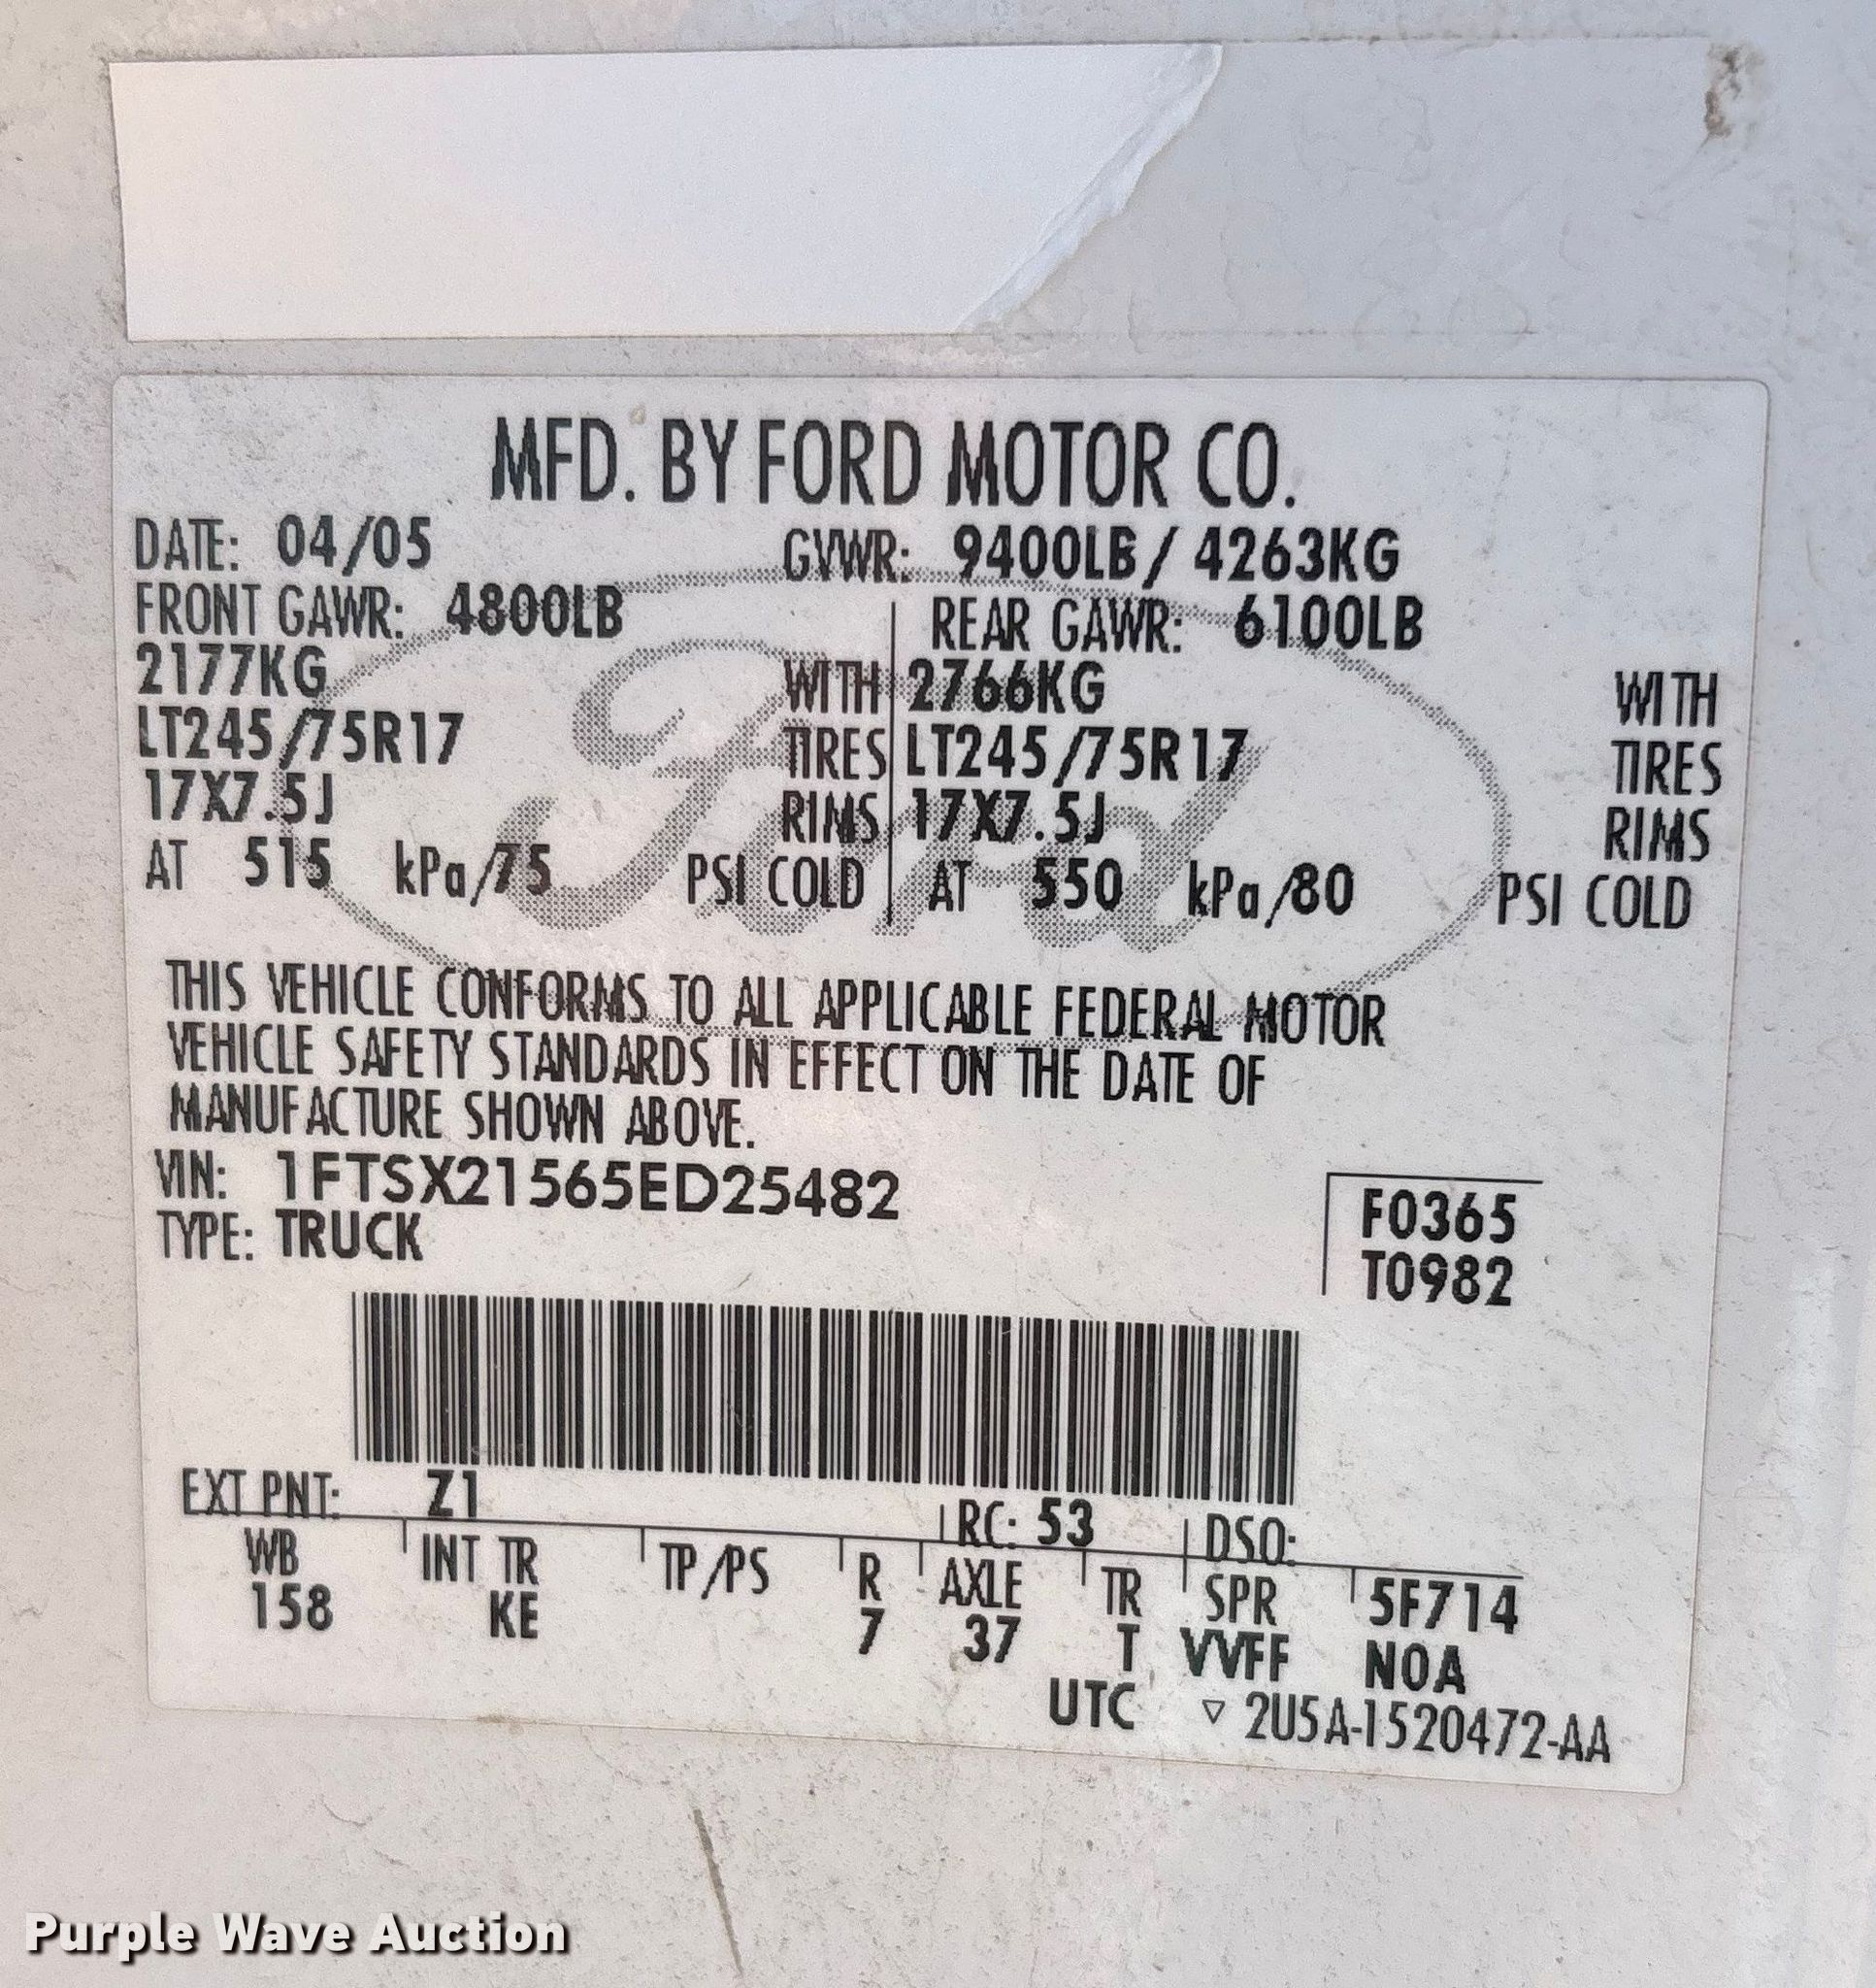 MFD. BY FORD MOTOR CO.
DATE: 04/05 GVWR: 9400LB/ 4263KG
FRONT GAWR: 4800LB REAR GAWR: 6100LB
2177KG WITH 2766KG WITH
LT245/75R17 TIRES LT245/75R17 TIRES
17X7.5J RIMS 17X7.5J RIMS
AT 515 kPa/75 PSI COLD AT 550 kPa/80 PSI COLD
Ford
THIS VEHICLE CONFORMS TO ALL APPLICABLE FEDERAL MOTOR
VEHICLE SAFETY STANDARDS IN EFFECT ON THE DATE OF
MANUFACTURE SHOWN ABOVE.
VIN: 1FTSX21565ED25482
TYPE: TRUCK
F0365
T0982
EXT PNT: Z1 RC: 53 DSO:
WB INT TR TP/PS R AXLE TR SPR 5F714
158 KE 7 37 T VVFF NOA
UTC ▽ 2U5A-1520472-AA
Purple Wave Auction